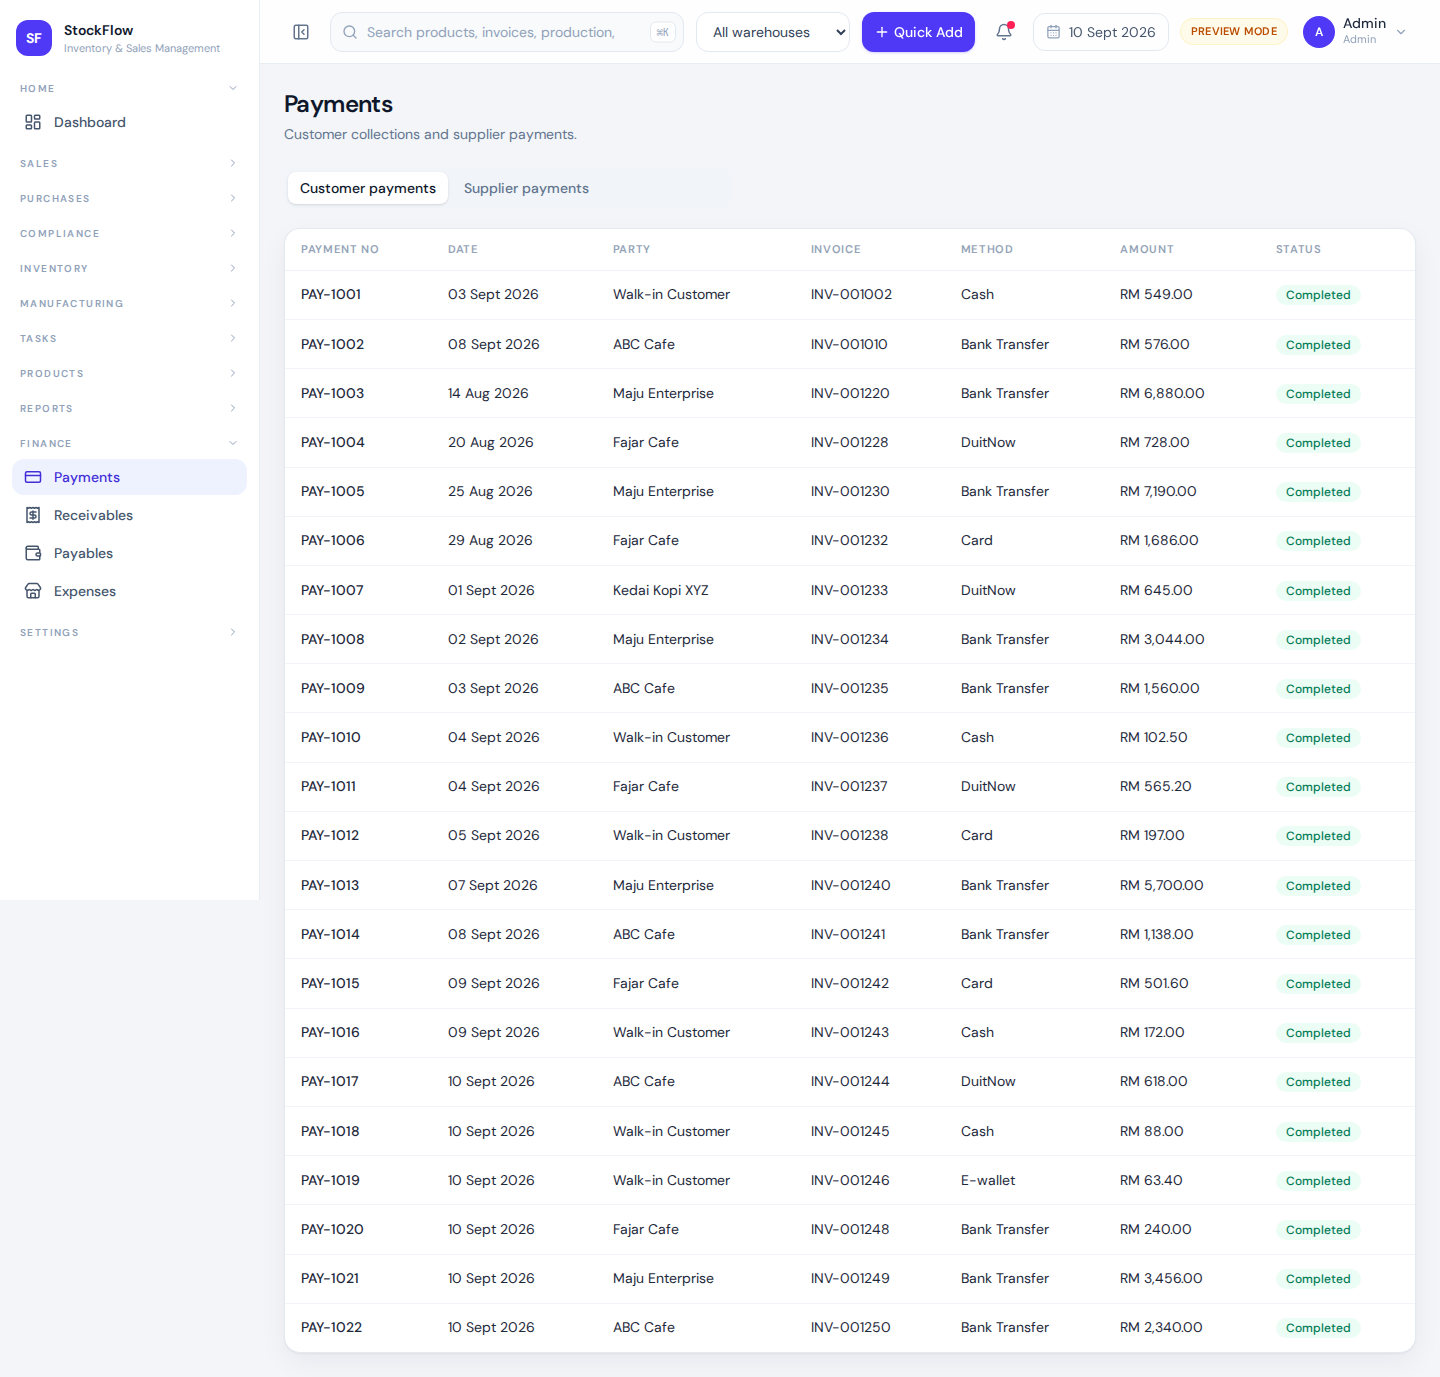 SF
StockFlow
Inventory & Sales Management
HOME
Dashboard
SALES
PURCHASES
COMPLIANCE
INVENTORY
MANUFACTURING
TASKS
PRODUCTS
REPORTS
FINANCE
Payments
Receivables
Payables
Expenses
SETTINGS
Search products, invoices, production, ⌘K
All warehouses
+ Quick Add
10 Sept 2026
PREVIEW MODE
A
Admin
Admin
Payments
Customer collections and supplier payments.
Customer payments Supplier payments
PAYMENT NO DATE PARTY INVOICE METHOD AMOUNT STATUS
PAY-1001 03 Sept 2026 Walk-in Customer INV-001002 Cash RM 549.00 Completed
PAY-1002 08 Sept 2026 ABC Cafe INV-001010 Bank Transfer RM 576.00 Completed
PAY-1003 14 Aug 2026 Maju Enterprise INV-001220 Bank Transfer RM 6,880.00 Completed
PAY-1004 20 Aug 2026 Fajar Cafe INV-001228 DuitNow RM 728.00 Completed
PAY-1005 25 Aug 2026 Maju Enterprise INV-001230 Bank Transfer RM 7,190.00 Completed
PAY-1006 29 Aug 2026 Fajar Cafe INV-001232 Card RM 1,686.00 Completed
PAY-1007 01 Sept 2026 Kedai Kopi XYZ INV-001233 DuitNow RM 645.00 Completed
PAY-1008 02 Sept 2026 Maju Enterprise INV-001234 Bank Transfer RM 3,044.00 Completed
PAY-1009 03 Sept 2026 ABC Cafe INV-001235 Bank Transfer RM 1,560.00 Completed
PAY-1010 04 Sept 2026 Walk-in Customer INV-001236 Cash RM 102.50 Completed
PAY-1011 04 Sept 2026 Fajar Cafe INV-001237 DuitNow RM 565.20 Completed
PAY-1012 05 Sept 2026 Walk-in Customer INV-001238 Card RM 197.00 Completed
PAY-1013 07 Sept 2026 Maju Enterprise INV-001240 Bank Transfer RM 5,700.00 Completed
PAY-1014 08 Sept 2026 ABC Cafe INV-001241 Bank Transfer RM 1,138.00 Completed
PAY-1015 09 Sept 2026 Fajar Cafe INV-001242 Card RM 501.60 Completed
PAY-1016 09 Sept 2026 Walk-in Customer INV-001243 Cash RM 172.00 Completed
PAY-1017 10 Sept 2026 ABC Cafe INV-001244 DuitNow RM 618.00 Completed
PAY-1018 10 Sept 2026 Walk-in Customer INV-001245 Cash RM 88.00 Completed
PAY-1019 10 Sept 2026 Walk-in Customer INV-001246 E-wallet RM 63.40 Completed
PAY-1020 10 Sept 2026 Fajar Cafe INV-001248 Bank Transfer RM 240.00 Completed
PAY-1021 10 Sept 2026 Maju Enterprise INV-001249 Bank Transfer RM 3,456.00 Completed
PAY-1022 10 Sept 2026 ABC Cafe INV-001250 Bank Transfer RM 2,340.00 Completed